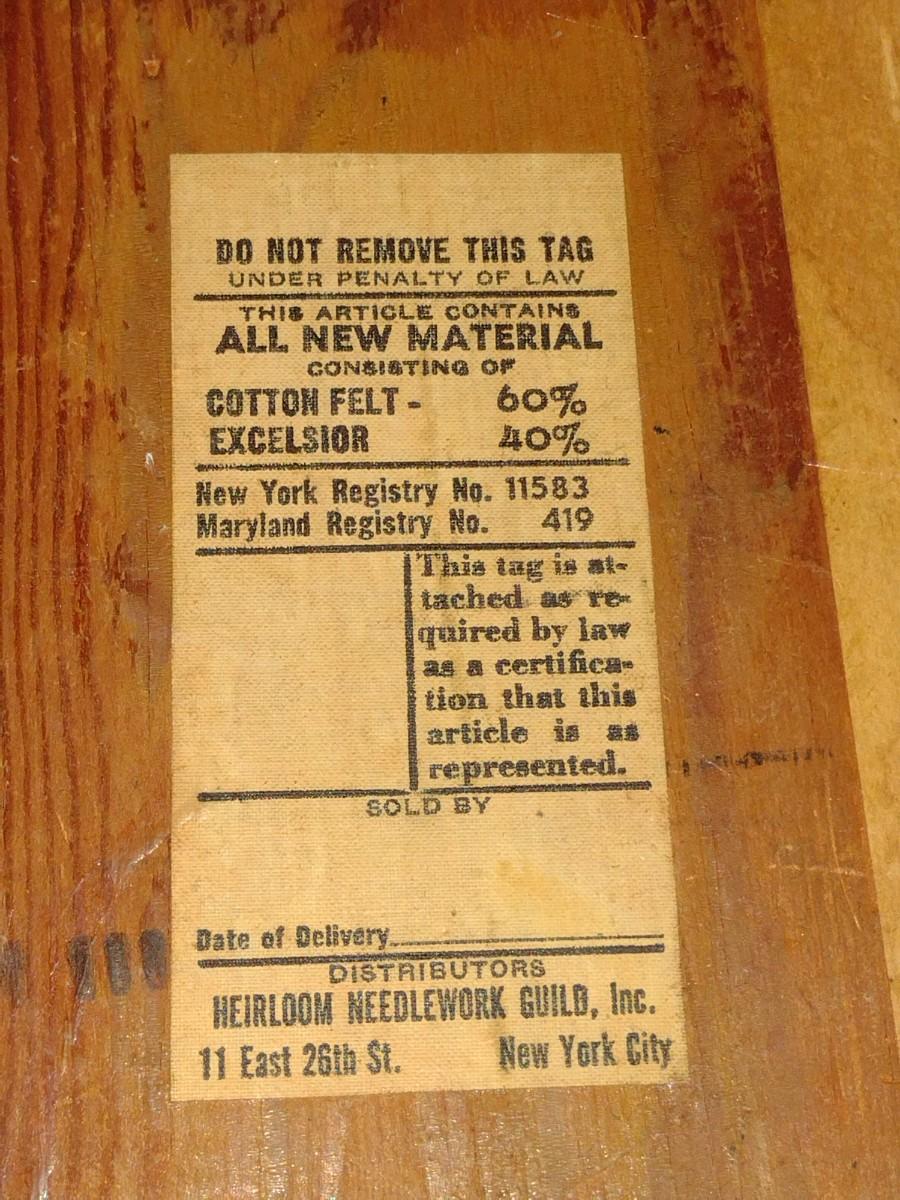 DO NOT REMOVE THIS TAG
UNDER PENALTY OF LAW
THIS ARTICLE CONTAINS
ALL NEW MATERIAL
CONSISTING OF
COTTON FELT - 60%
EXCELSIOR 40%
New York Registry No. 11583
Maryland Registry No. 419
This tag is at-
tached as re-
quired by law
as a certifica-
tion that this
article is as
represented.
SOLD BY
Date of Delivery
DISTRIBUTORS
HEIRLOOM NEEDLEWORK GUILD, Inc.
11 East 26th St. New York City